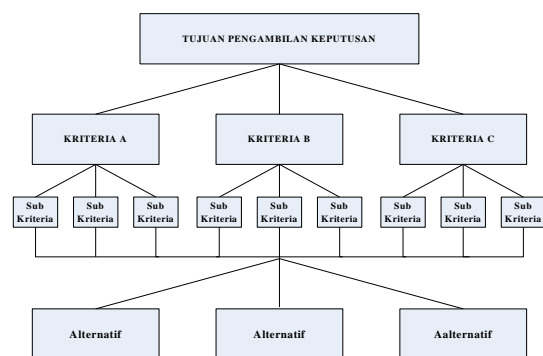 TUJUAN PENGAMBILAN KEPUTUSAN
KRITERIA A
KRITERIA B
KRITERIA C
Sub
Kriteria
Sub
Kriteria
Sub
Kriteria
Sub
Kriteria
Sub
Kriteria
Sub
Kriteria
Sub
Kriteria
Sub
Kriteria
Sub
Kriteria
Alternatif
Alternatif
Aalternatif